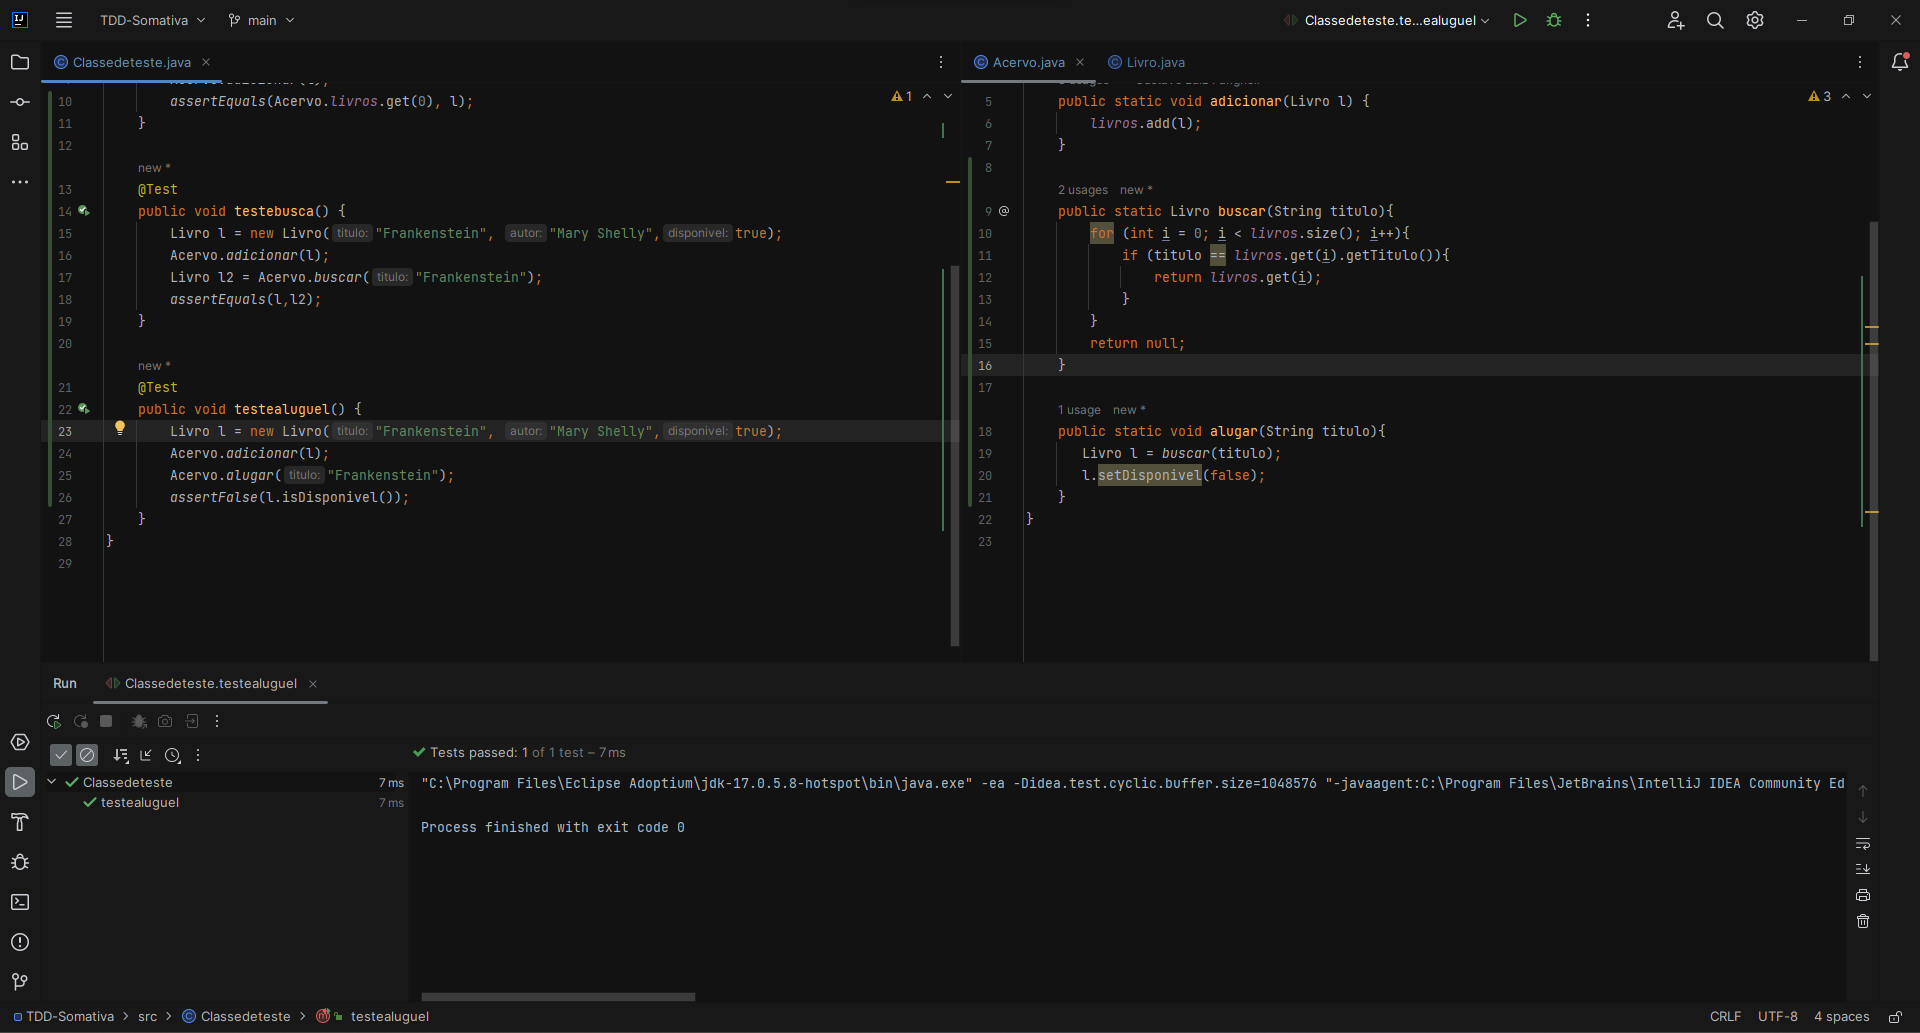 TDD-Somativa main Classedeteste.te...ealuguel
Classedeteste.java
10 assertEquals(Acervo.livros.get(0), l);
11 }
12
new *
13 @Test
14 public void testebusca() {
15 Livro l = new Livro( titulo: "Frankenstein", autor: "Mary Shelly", disponivel: true);
16 Acervo.adicionar(l);
17 Livro l2 = Acervo.buscar( titulo: "Frankenstein");
18 assertEquals(l,l2);
19 }
20
new *
21 @Test
22 public void testealuguel() {
23 Livro l = new Livro( titulo: "Frankenstein", autor: "Mary Shelly", disponivel: true);
24 Acervo.adicionar(l);
25 Acervo.alugar( titulo: "Frankenstein");
26 assertFalse(l.isDisponivel());
27 }
28 }
29
1
Acervo.java Livro.java
3
5 public static void adicionar(Livro l) {
6 livros.add(l);
7 }
8
2 usages new *
9 @ public static Livro buscar(String titulo){
10 for (int i = 0; i < livros.size(); i++){
11 if (titulo == livros.get(i).getTitulo()){
12 return livros.get(i);
13 }
14 }
15 return null;
16 }
17
1 usage new *
18 public static void alugar(String titulo){
19 Livro l = buscar(titulo);
20 l.setDisponivel(false);
21 }
22 }
23
Run Classedeteste.testealuguel
Tests passed: 1 of 1 test – 7 ms
Classedeteste 7 ms
testealuguel 7 ms
"C:\Program Files\Eclipse Adoptium\jdk-17.0.5.8-hotspot\bin\java.exe" -ea -Didea.test.cyclic.buffer.size=1048576 "-javaagent:C:\Program Files\JetBrains\IntelliJ IDEA Community Ed
Process finished with exit code 0
TDD-Somativa > src > Classedeteste > testealuguel
CRLF UTF-8 4 spaces